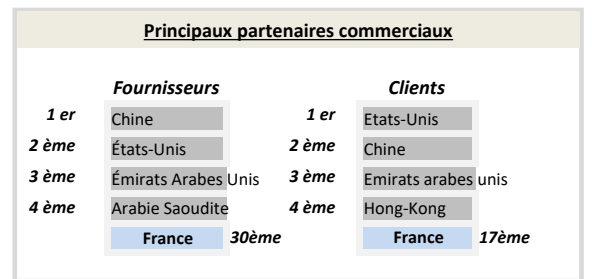 Principaux partenaires commerciaux
Fournisseurs Clients
1 er Chine 1 er Etats-Unis
2 ème États-Unis 2 ème Chine
3 ème Émirats Arabes Unis 3 ème Emirats arabes unis
4 ème Arabie Saoudite 4 ème Hong-Kong
France 30ème France 17ème